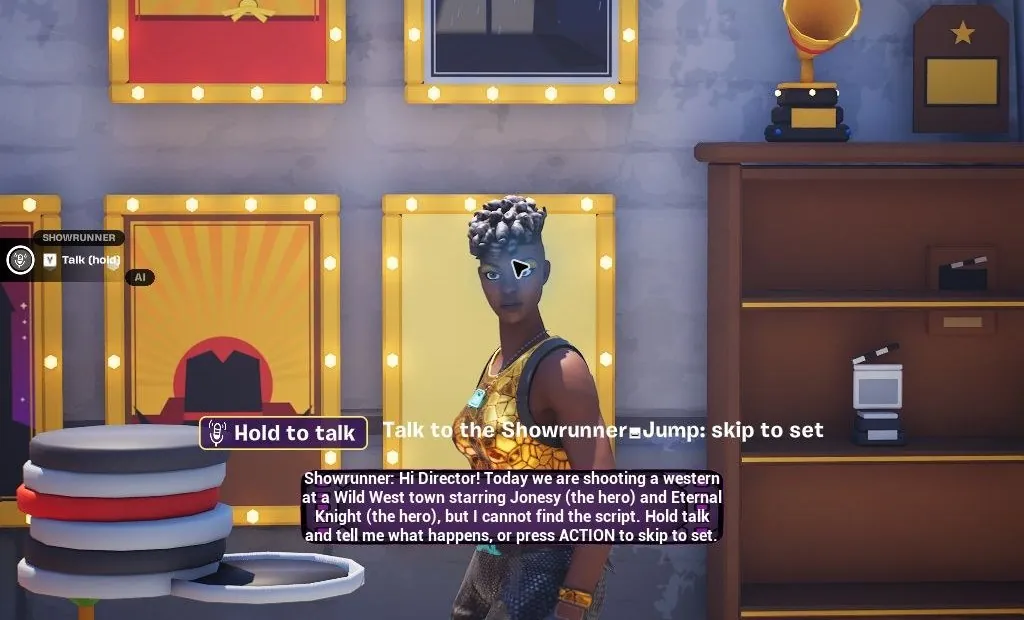 SHOWRUNNER
Y Talk (hold)
AI
Hold to talk
Talk to the Showrunner Jump: skip to set
Showrunner: Hi Director! Today we are shooting a western
at a Wild West town starring Jonesy (the hero) and Eternal
Knight (the hero), but I cannot find the script. Hold talk
and tell me what happens, or press ACTION to skip to set.